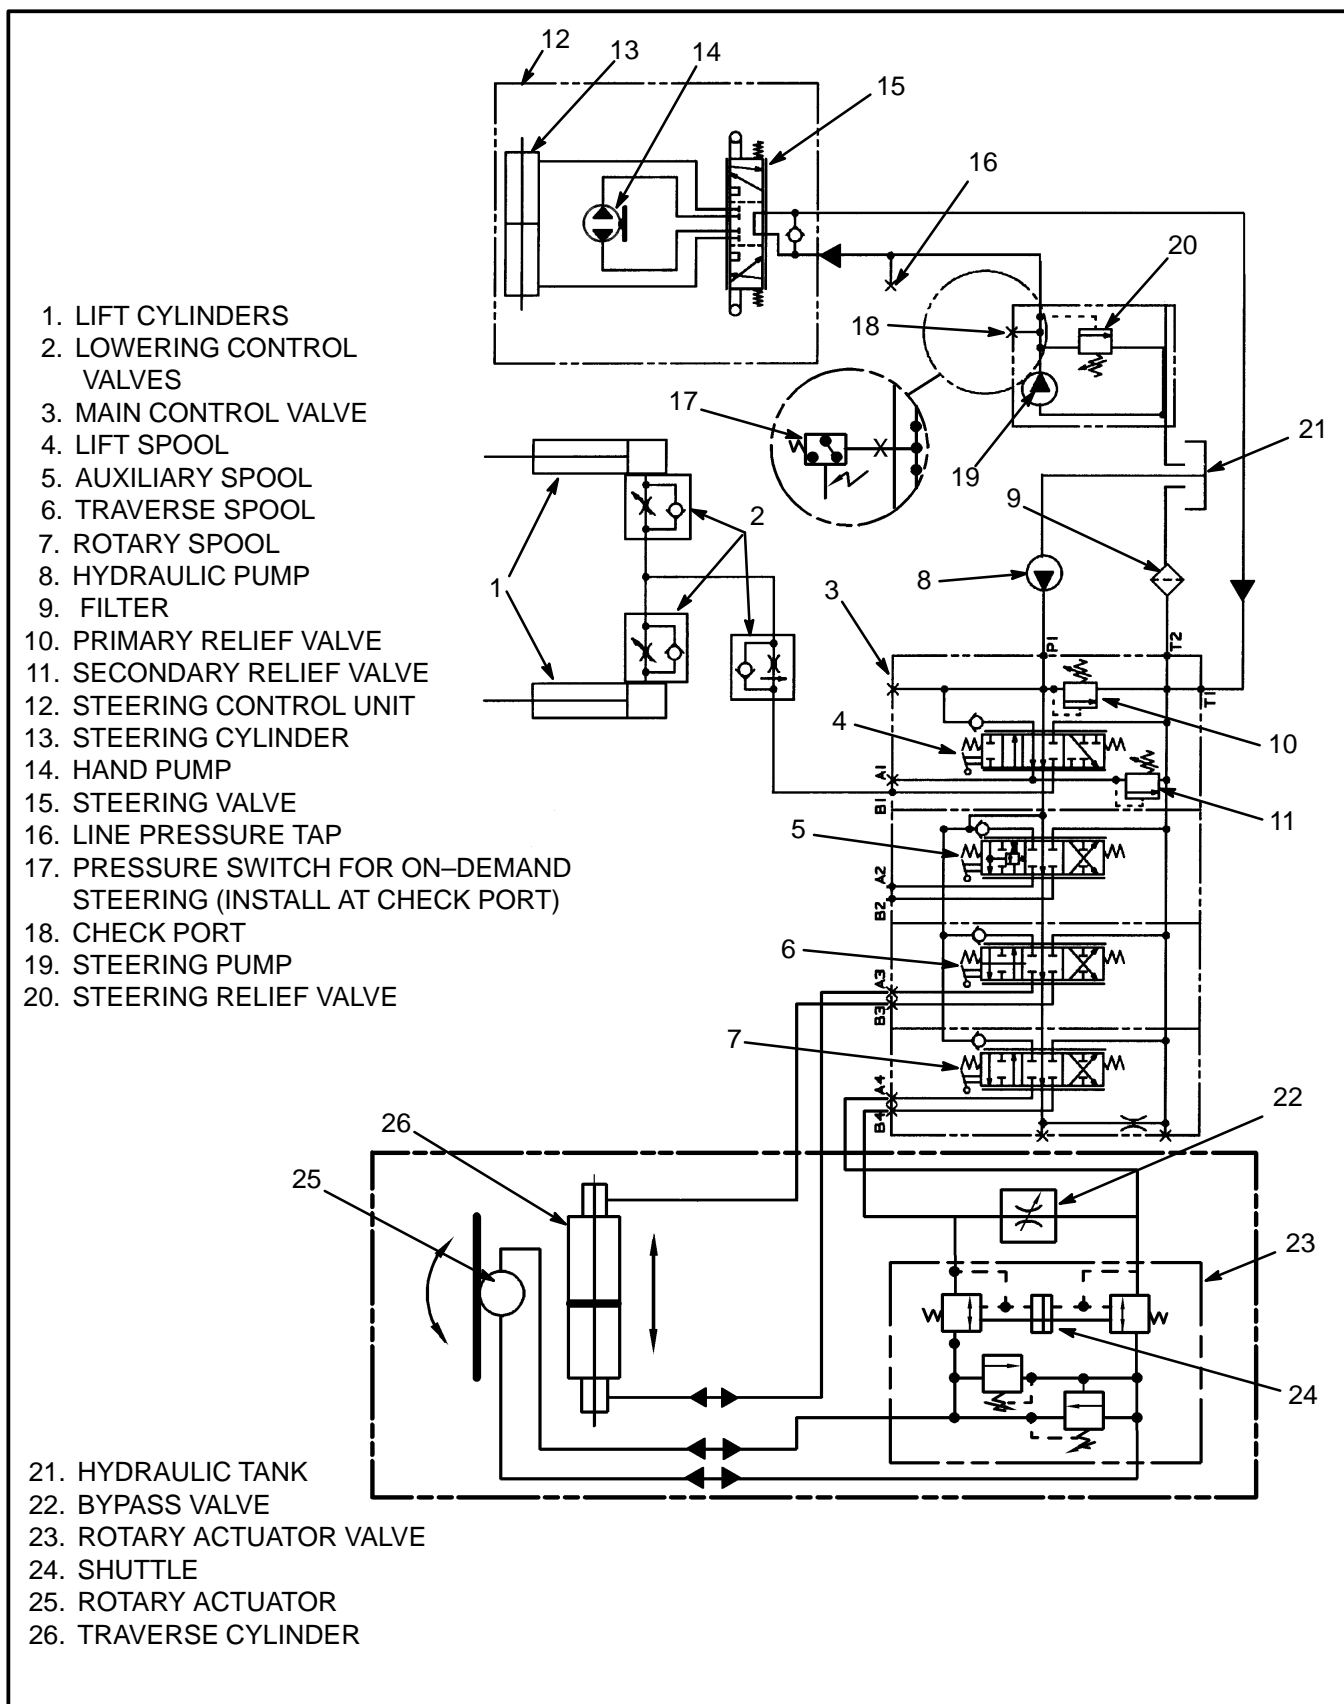 12
13
14
15
16
20
18
17
19
21
9
2
8
1
3
P1
T2
T1
4
10
A1
B1
11
5
A2
B2
6
A3
B3
7
A4
B4
22
26
25
23
24
1. LIFT CYLINDERS
2. LOWERING CONTROL
VALVES
3. MAIN CONTROL VALVE
4. LIFT SPOOL
5. AUXILIARY SPOOL
6. TRAVERSE SPOOL
7. ROTARY SPOOL
8. HYDRAULIC PUMP
9. FILTER
10. PRIMARY RELIEF VALVE
11. SECONDARY RELIEF VALVE
12. STEERING CONTROL UNIT
13. STEERING CYLINDER
14. HAND PUMP
15. STEERING VALVE
16. LINE PRESSURE TAP
17. PRESSURE SWITCH FOR ON–DEMAND
STEERING (INSTALL AT CHECK PORT)
18. CHECK PORT
19. STEERING PUMP
20. STEERING RELIEF VALVE
21. HYDRAULIC TANK
22. BYPASS VALVE
23. ROTARY ACTUATOR VALVE
24. SHUTTLE
25. ROTARY ACTUATOR
26. TRAVERSE CYLINDER